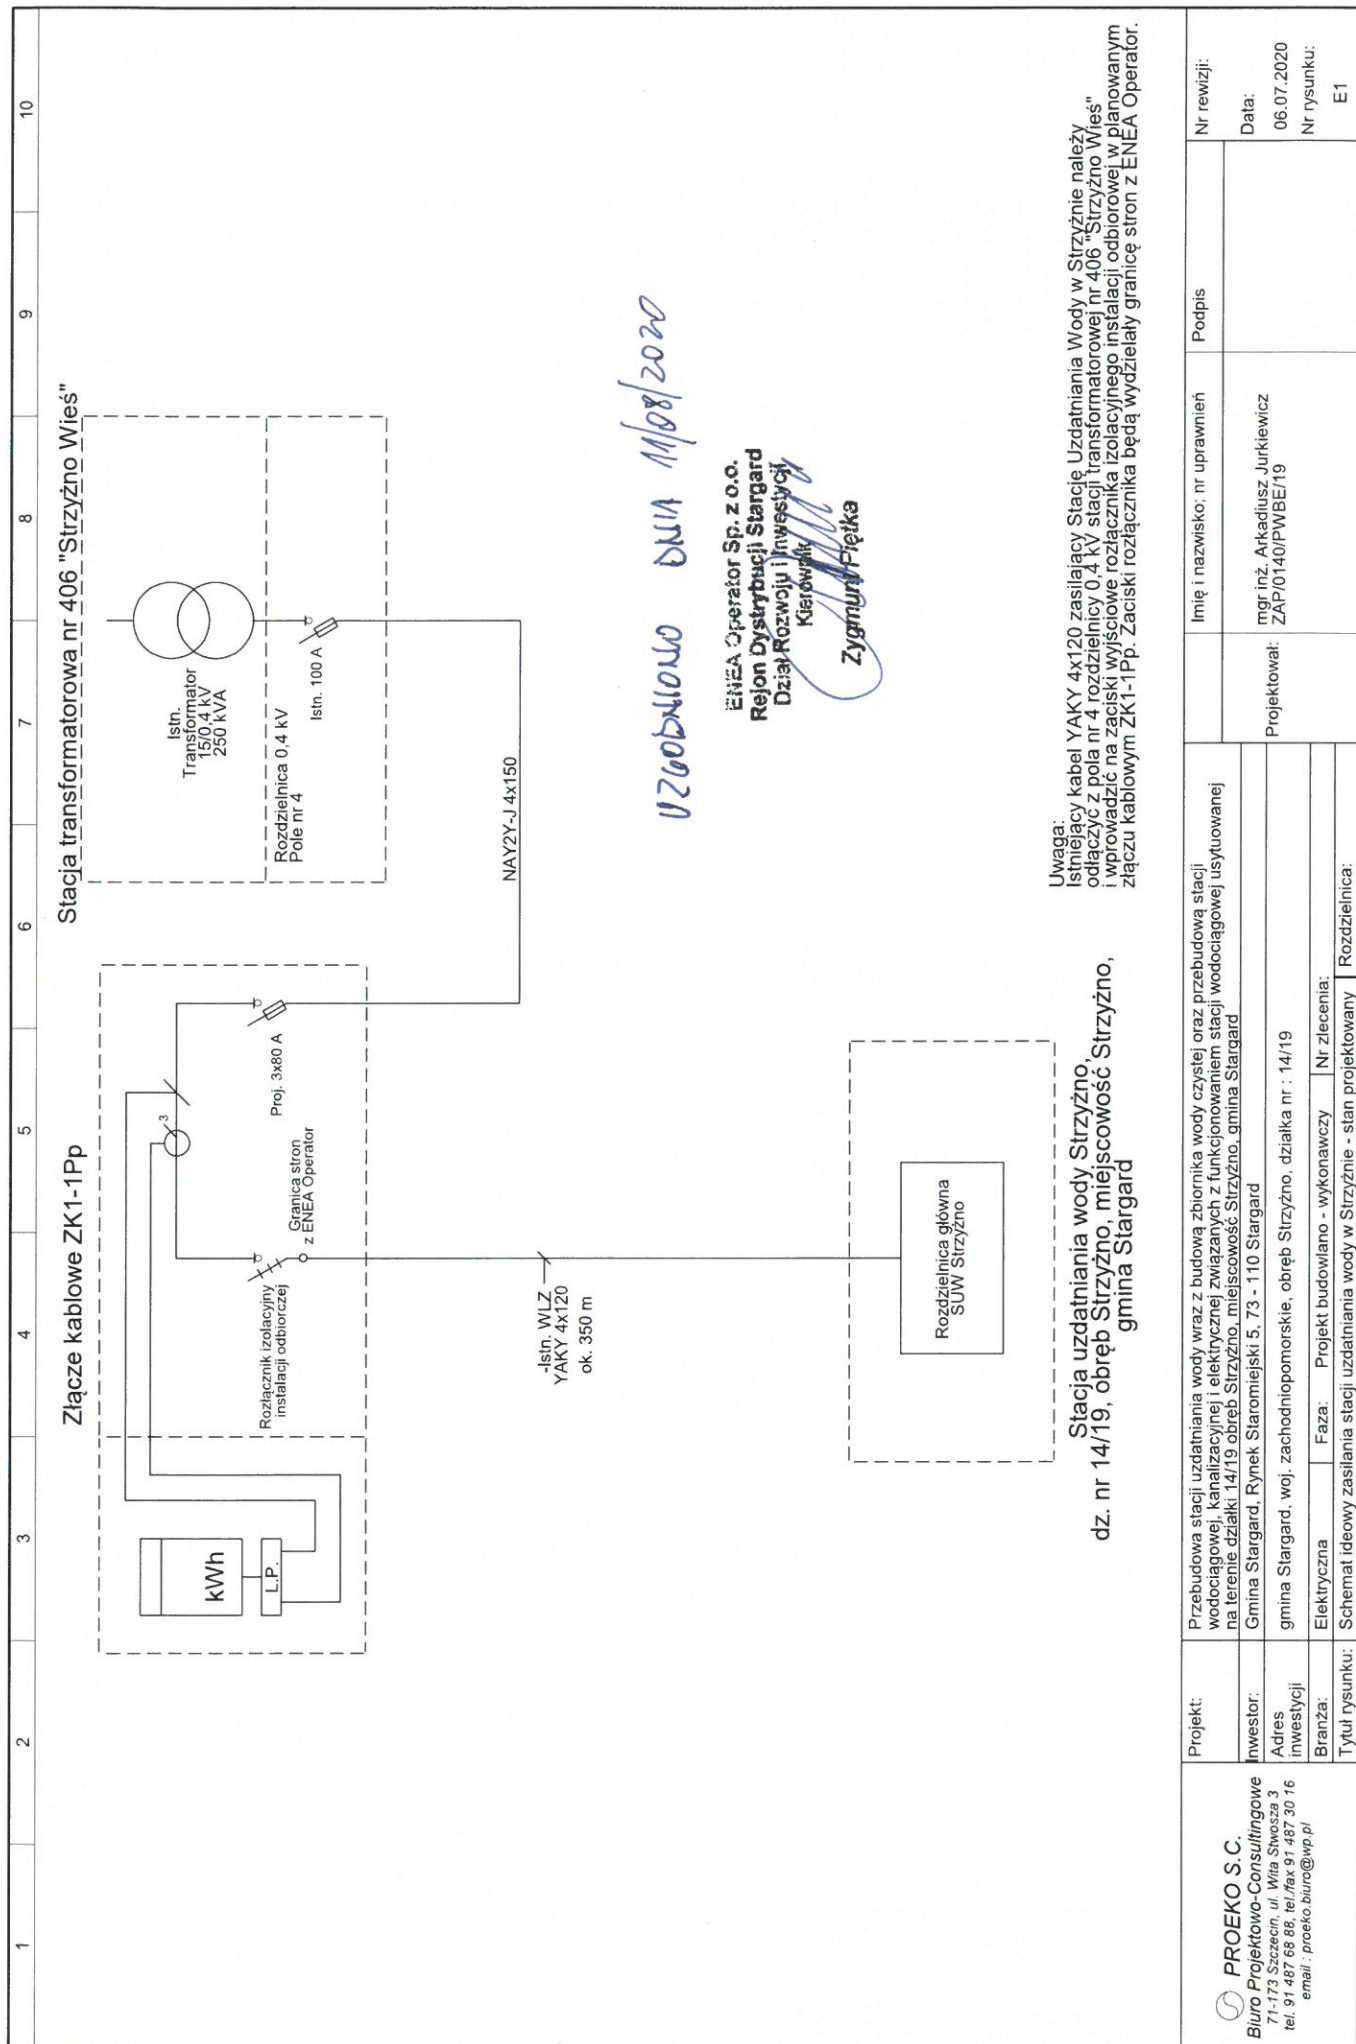 1 2 3 4 5 6 7 8 9 10
Złącze kablowe ZK1-1Pp
kWh
L.P.
Rozłącznik izolacyjny
instalacji odbiorczej
Granica stron
z ENEA Operator
3
Proj. 3x80 A
Stacja transformatorowa nr 406 "Strzyżno Wieś"
Istn.
Transformator
15/0,4 kV
250 kVA
Rozdzielnica 0,4 kV
Pole nr 4
Istn. 100 A
NAY2Y-J 4x150
Istn. WLZ
YAKY 4x120
ok. 350 m
Rozdzielnica główna
SUW Strzyżno
Stacja uzdatniania wody Strzyżno,
dz. nr 14/19, obręb Strzyżno, miejscowość Strzyżno,
gmina Stargard
UZGODNIONO DNIA 11/08/2020
ENEA Operator Sp. z o.o.
Rejon Dystrybucji Stargard
Dział Rozwoju i Inwestycji
Kierownik
Zygmunt Piętka
Uwaga:
Istniejący kabel YAKY 4x120 zasilający Stację Uzdatniania Wody w Strzyżnie należy
odłączyć z pola nr 4 rozdzielnicy 0,4 kV stacji transformatorowej nr 406 "Strzyżno Wieś"
i wprowadzić na zaciski wyjściowe rozłącznika izolacyjnego instalacji odbiorowej w planowanym
złączu kablowym ZK1-1Pp. Zaciski rozłącznika będą wydzielały granicę stron z ENEA Operator.
PROEKO S.C.
Biuro Projektowo-Consultingowe
71-173 Szczecin, ul. Wita Stwosza 3
tel. 91 487 68 88, tel./fax 91 487 30 16
email : proeko.biuro@wp.pl
Projekt:
Przebudowa stacji uzdatniania wody wraz z budową zbiornika wody czystej oraz przebudową stacji
wodociągowej, kanalizacyjnej i elektrycznej związanych z funkcjonowaniem stacji wodociągowej usytuowanej
na terenie działki 14/19 obręb Strzyżno, miejscowość Strzyżno, gmina Stargard
Inwestor:
Gmina Stargard, Rynek Staromiejski 5, 73 - 110 Stargard
Adres
inwestycji
gmina Stargard, woj. zachodniopomorskie, obręb Strzyżno, działka nr : 14/19
Branża:
Elektryczna
Faza:
Projekt budowlano - wykonawczy
Nr zlecenia:
Tytuł rysunku:
Schemat ideowy zasilania stacji uzdatniania wody w Strzyżnie - stan projektowany
Rozdzielnica:
Imię i nazwisko; nr uprawnień
Podpis
Projektował:
mgr inż. Arkadiusz Jurkiewicz
ZAP/0140/PWBE/19
Nr rewizji:
Data:
06.07.2020
Nr rysunku:
E1